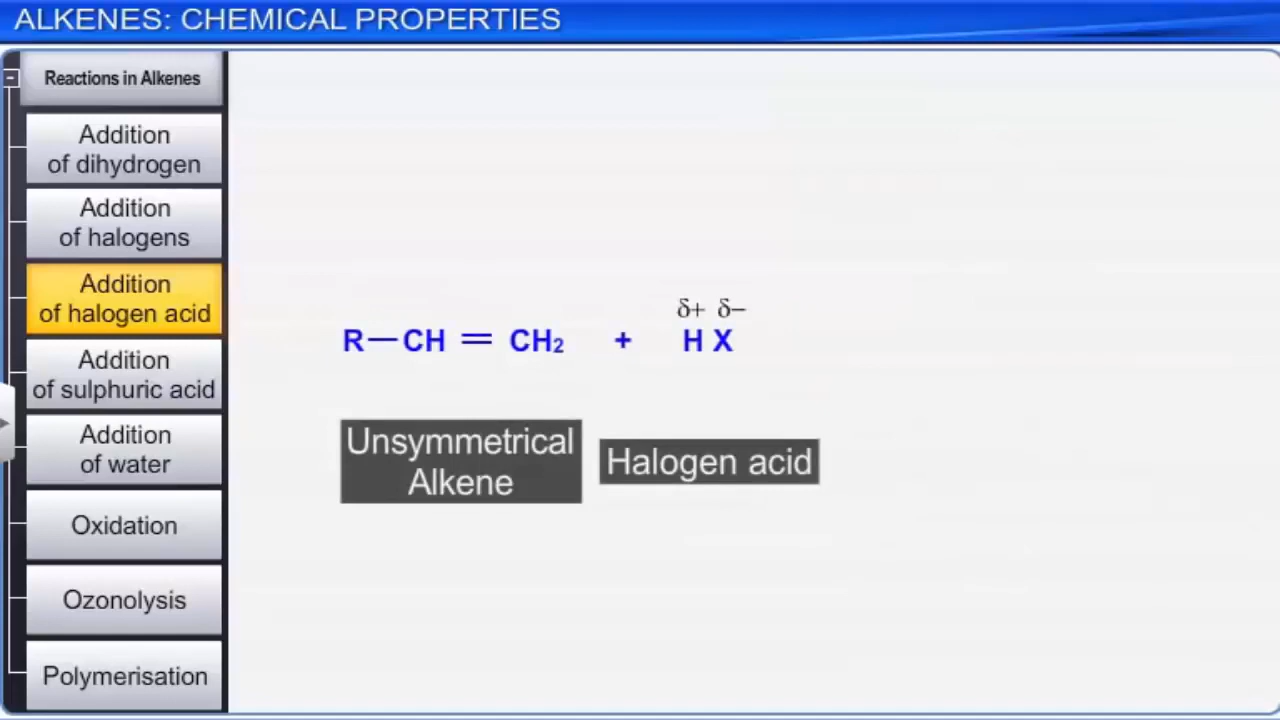 ALKENES: CHEMICAL PROPERTIES
Reactions in Alkenes
Addition
of dihydrogen
Addition
of halogens
Addition
of halogen acid
Addition
of sulphuric acid
Addition
of water
Oxidation
Ozonolysis
Polymerisation
δ+ δ−
R—CH ═ CH₂ + H X
Unsymmetrical
Alkene
Halogen acid